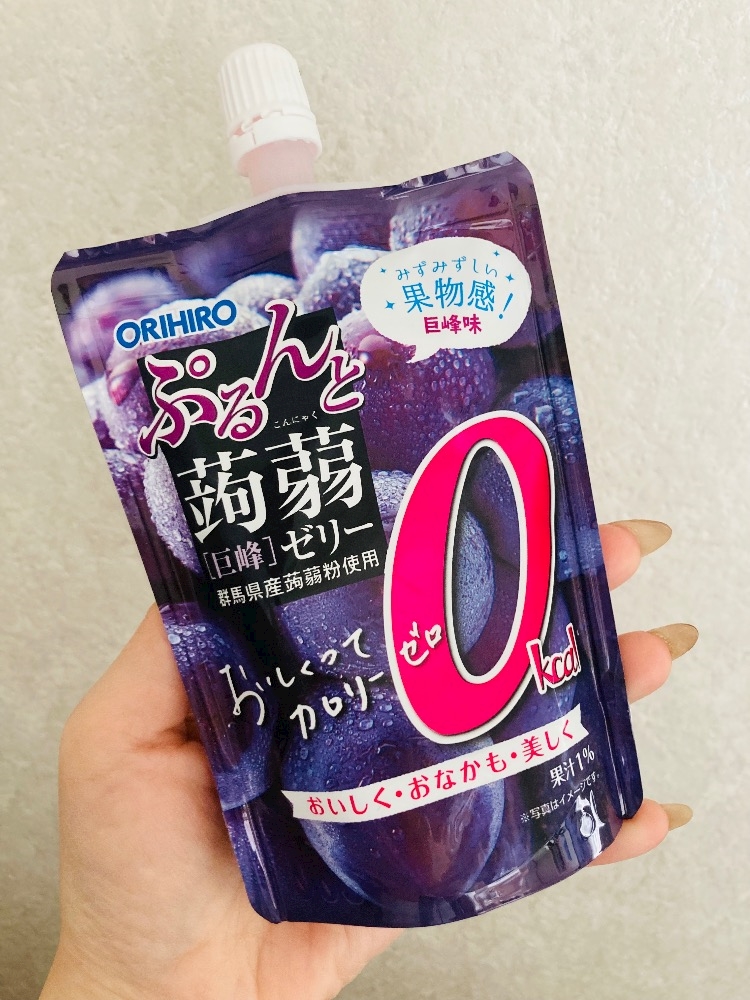 ORIHIRO
みずみずしい
果物感!
巨峰味
ぷるんと
こんにゃく
蒟蒻
[巨峰]ゼリー
群馬県産蒟蒻粉使用
0kcal
ゼロ
おいしくって
カロリー
おいしく・おなかも・美しく
果汁1%
※写真はイメージです。